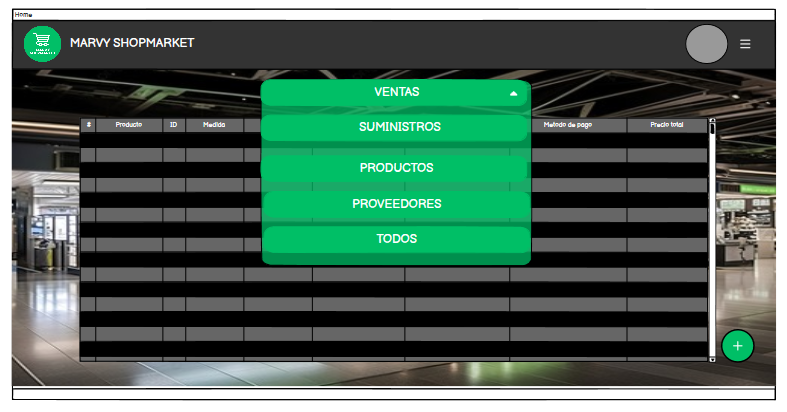 Home
MARVY SHOPMARKET
VENTAS
# Producto ID Medida Metodo de pago Precio total
SUMINISTROS
PRODUCTOS
PROVEEDORES
TODOS